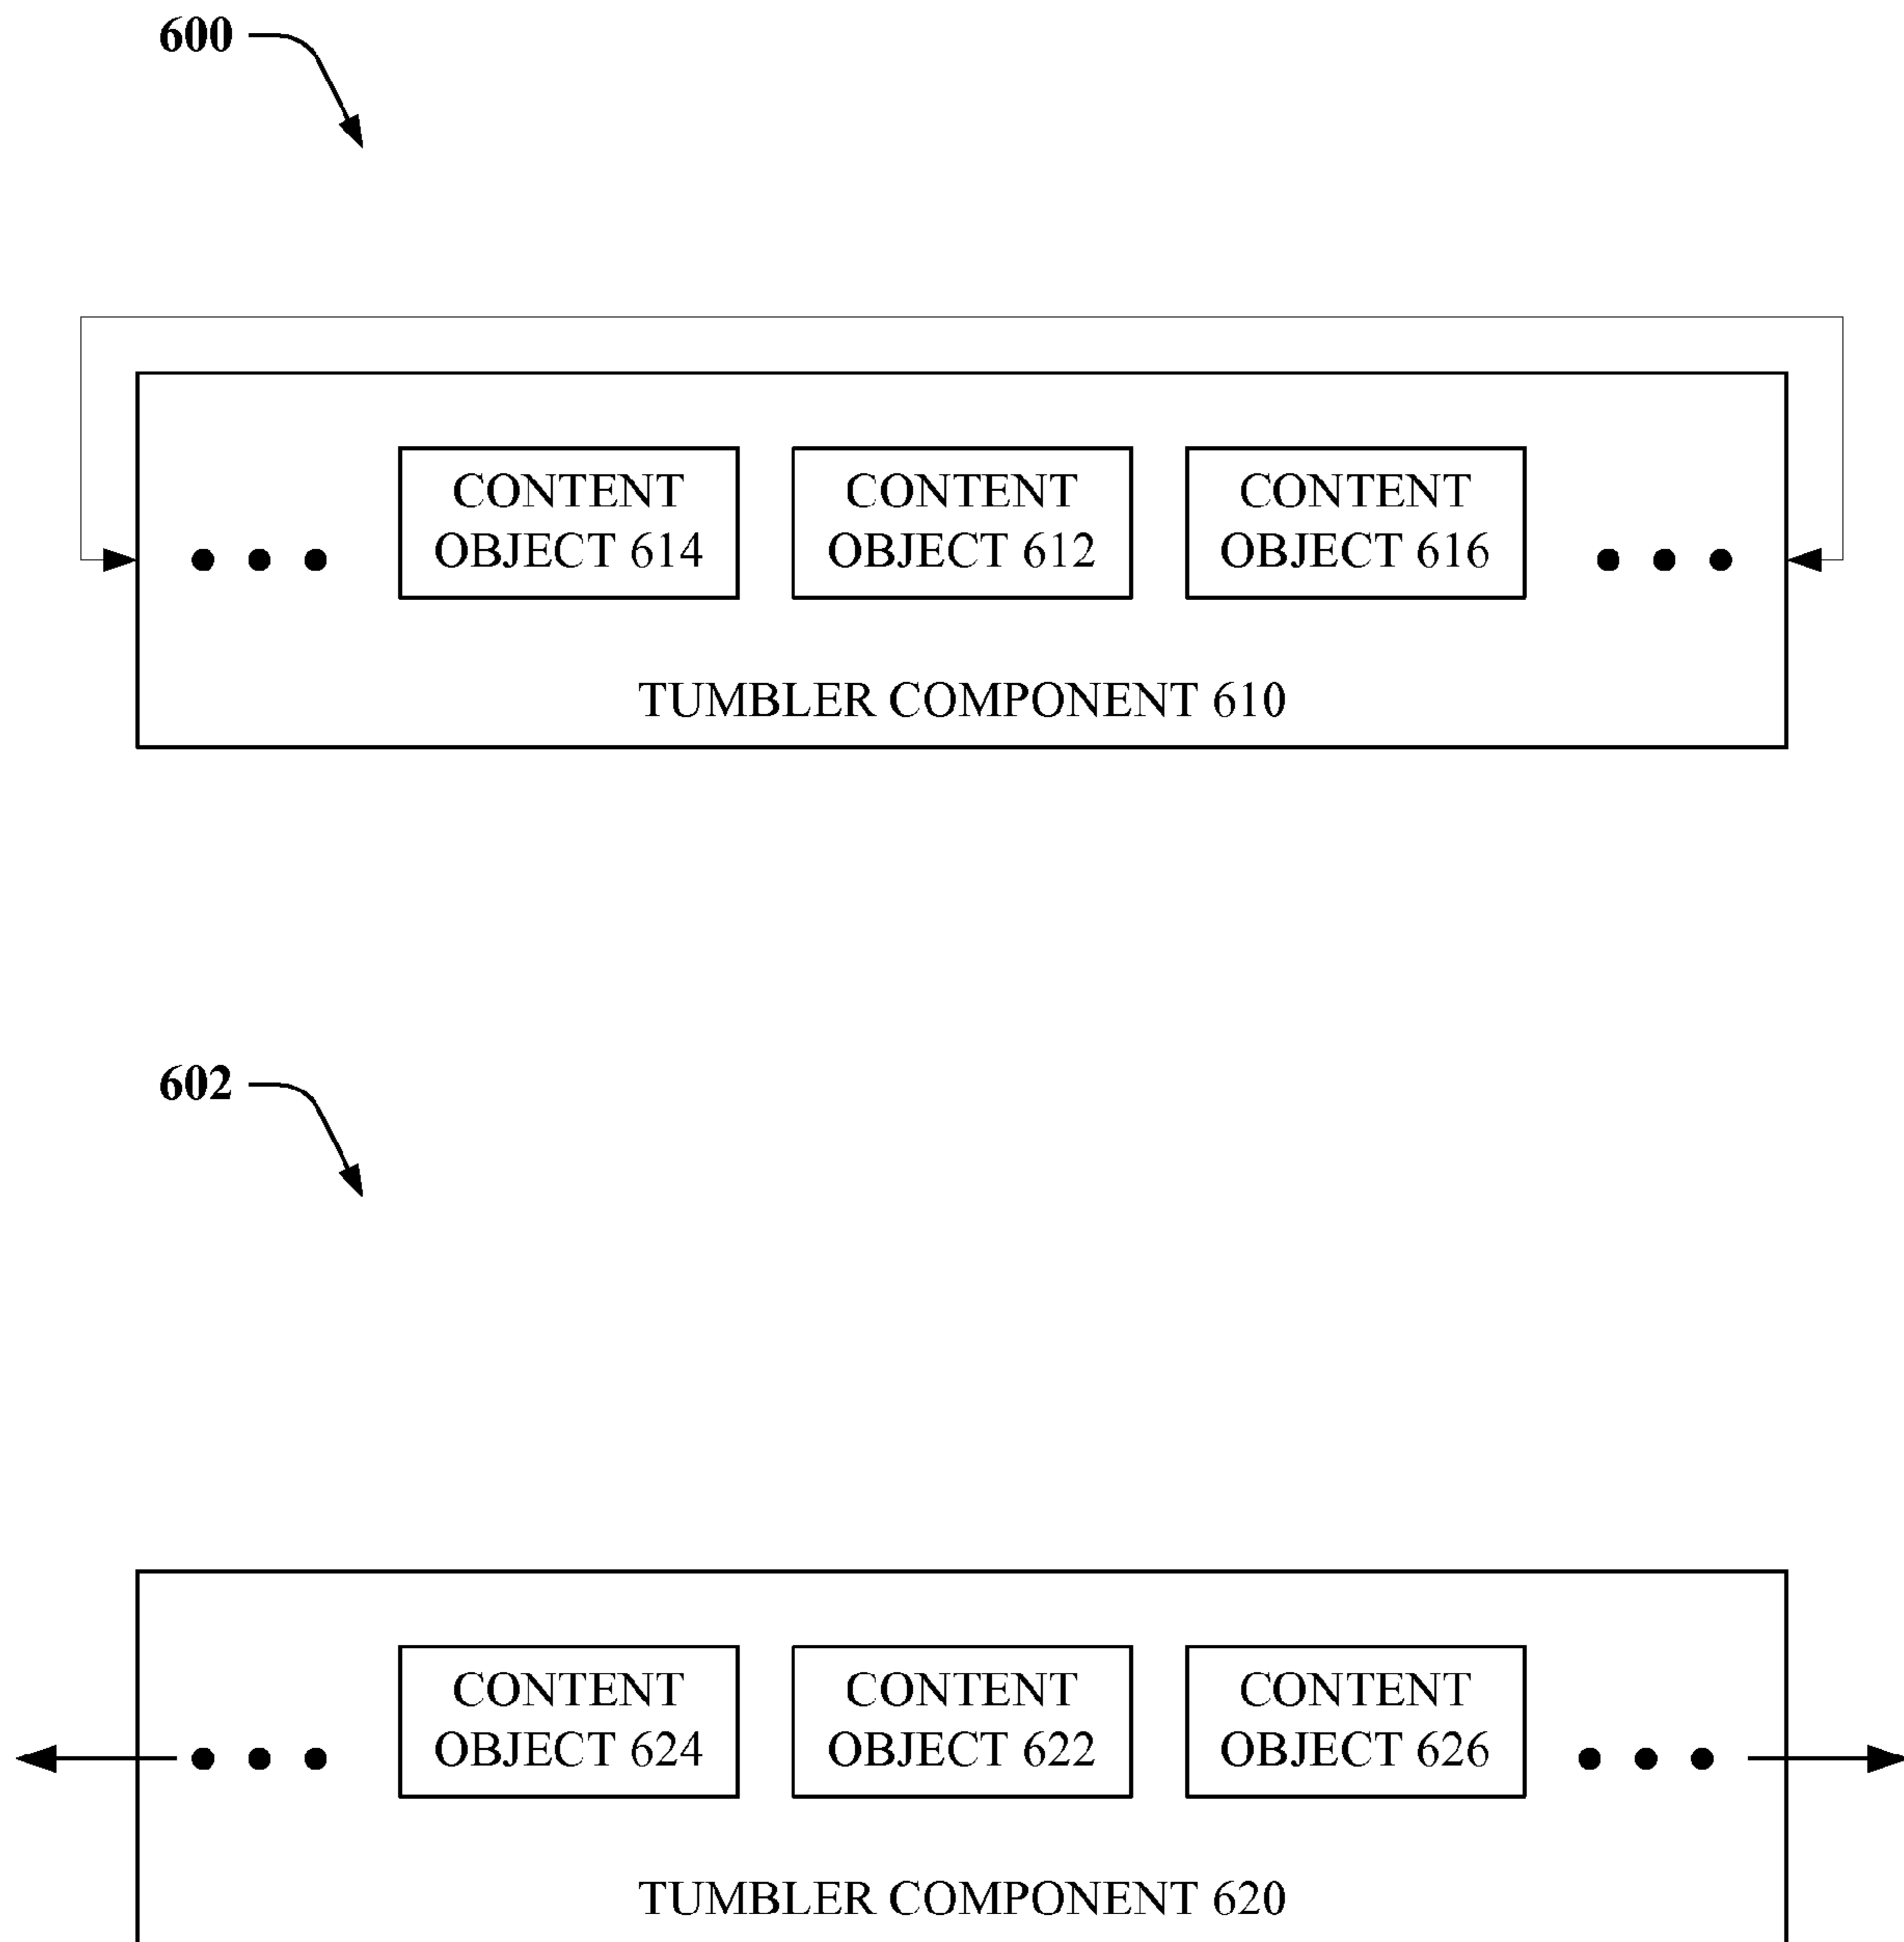 600
CONTENT
OBJECT 614
CONTENT
OBJECT 612
CONTENT
OBJECT 616
TUMBLER COMPONENT 610
602
CONTENT
OBJECT 624
CONTENT
OBJECT 622
CONTENT
OBJECT 626
TUMBLER COMPONENT 620